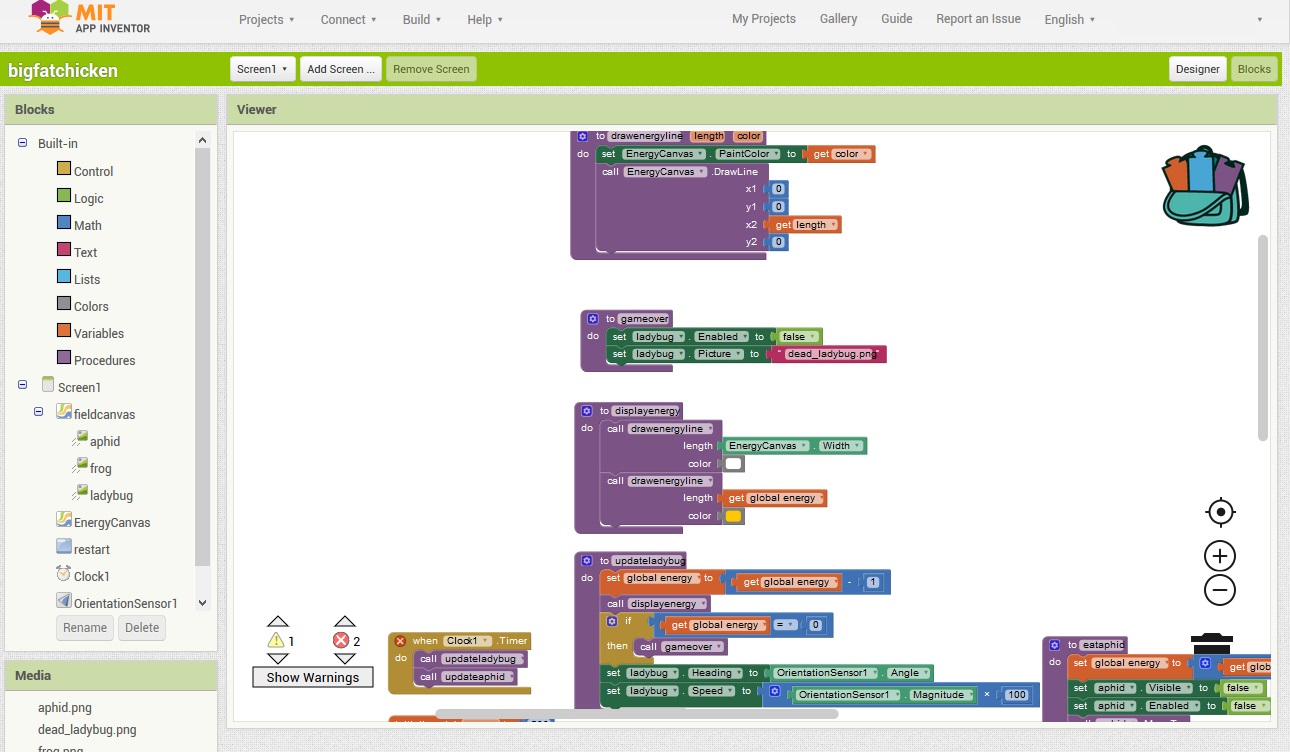 MIT
APP INVENTOR
Projects Connect Build Help
My Projects Gallery Guide Report an Issue English
bigfatchicken
Screen1 Add Screen ... Remove Screen
Designer Blocks
Blocks
Viewer
Built-in
Control
Logic
Math
Text
Lists
Colors
Variables
Procedures
Screen1
fieldcanvas
aphid
frog
ladybug
EnergyCanvas
restart
Clock1
OrientationSensor1
Rename Delete
Media
aphid.png
dead_ladybug.png
frog.png
to drawenergyline length color
do set EnergyCanvas . PaintColor to get color
call EnergyCanvas .DrawLine
x1 0
y1 0
x2 get length
y2 0
to gameover
do set ladybug . Enabled to false
set ladybug . Picture to " dead_ladybug.png "
to displayenergy
do call drawenergyline
length EnergyCanvas . Width
color
call drawenergyline
length get global energy
color
to updateladybug
do set global energy to get global energy - 1
call displayenergy
if get global energy = 0
then call gameover
set ladybug . Heading to OrientationSensor1 . Angle
set ladybug . Speed to OrientationSensor1 . Magnitude × 100
1 2
Show Warnings
when Clock1 .Timer
do call updateladybug
call updateaphid
to eataphid
do set global energy to get glob
set aphid . Visible to false
set aphid . Enabled to false